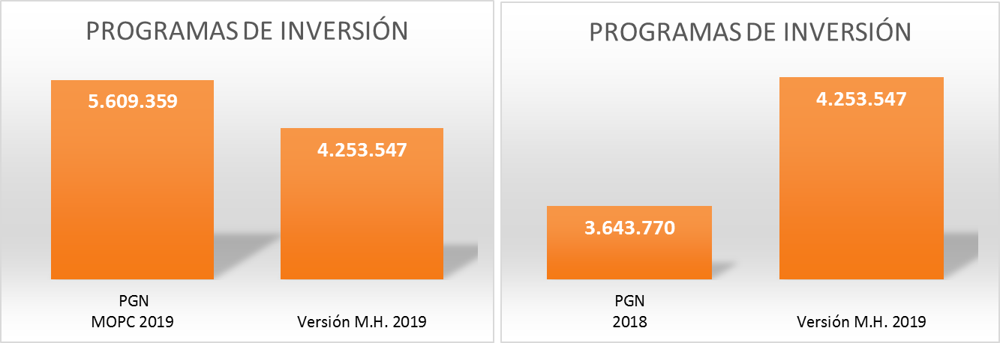 PROGRAMAS DE INVERSIÓN
5.609.359
4.253.547
PGN
MOPC 2019
Versión M.H. 2019
PROGRAMAS DE INVERSIÓN
3.643.770
4.253.547
PGN
2018
Versión M.H. 2019